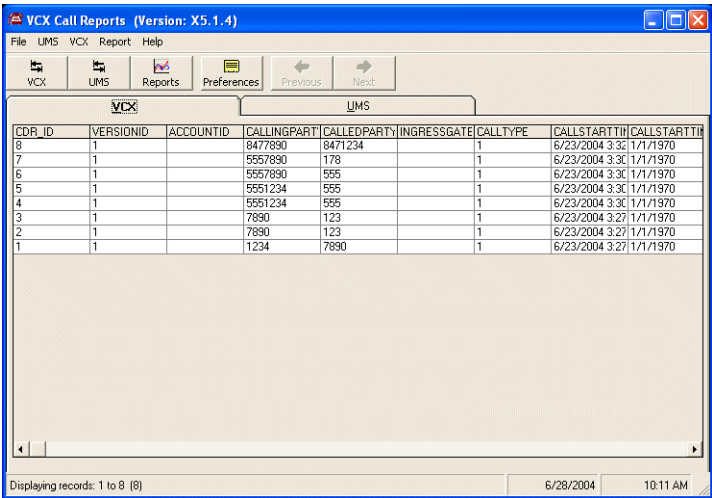 VCX Call Reports (Version: X5.1.4)
File UMS VCX Report Help
VCX UMS Reports Preferences Previous Next
VCX UMS
CDR_ID VERSIONID ACCOUNTID CALLINGPART CALLEDPARTY INGRESSGATE CALLTYPE CALLSTARTTI CALLSTARTTI
8 1 8477890 8471234 1 6/23/2004 3:32 1/1/1970
7 1 5557890 178 1 6/23/2004 3:30 1/1/1970
6 1 5557890 555 1 6/23/2004 3:30 1/1/1970
5 1 5551234 555 1 6/23/2004 3:30 1/1/1970
4 1 5551234 555 1 6/23/2004 3:30 1/1/1970
3 1 7890 123 1 6/23/2004 3:27 1/1/1970
2 1 7890 123 1 6/23/2004 3:27 1/1/1970
1 1 1234 7890 1 6/23/2004 3:27 1/1/1970
Displaying records: 1 to 8 (8) 6/28/2004 10:11 AM